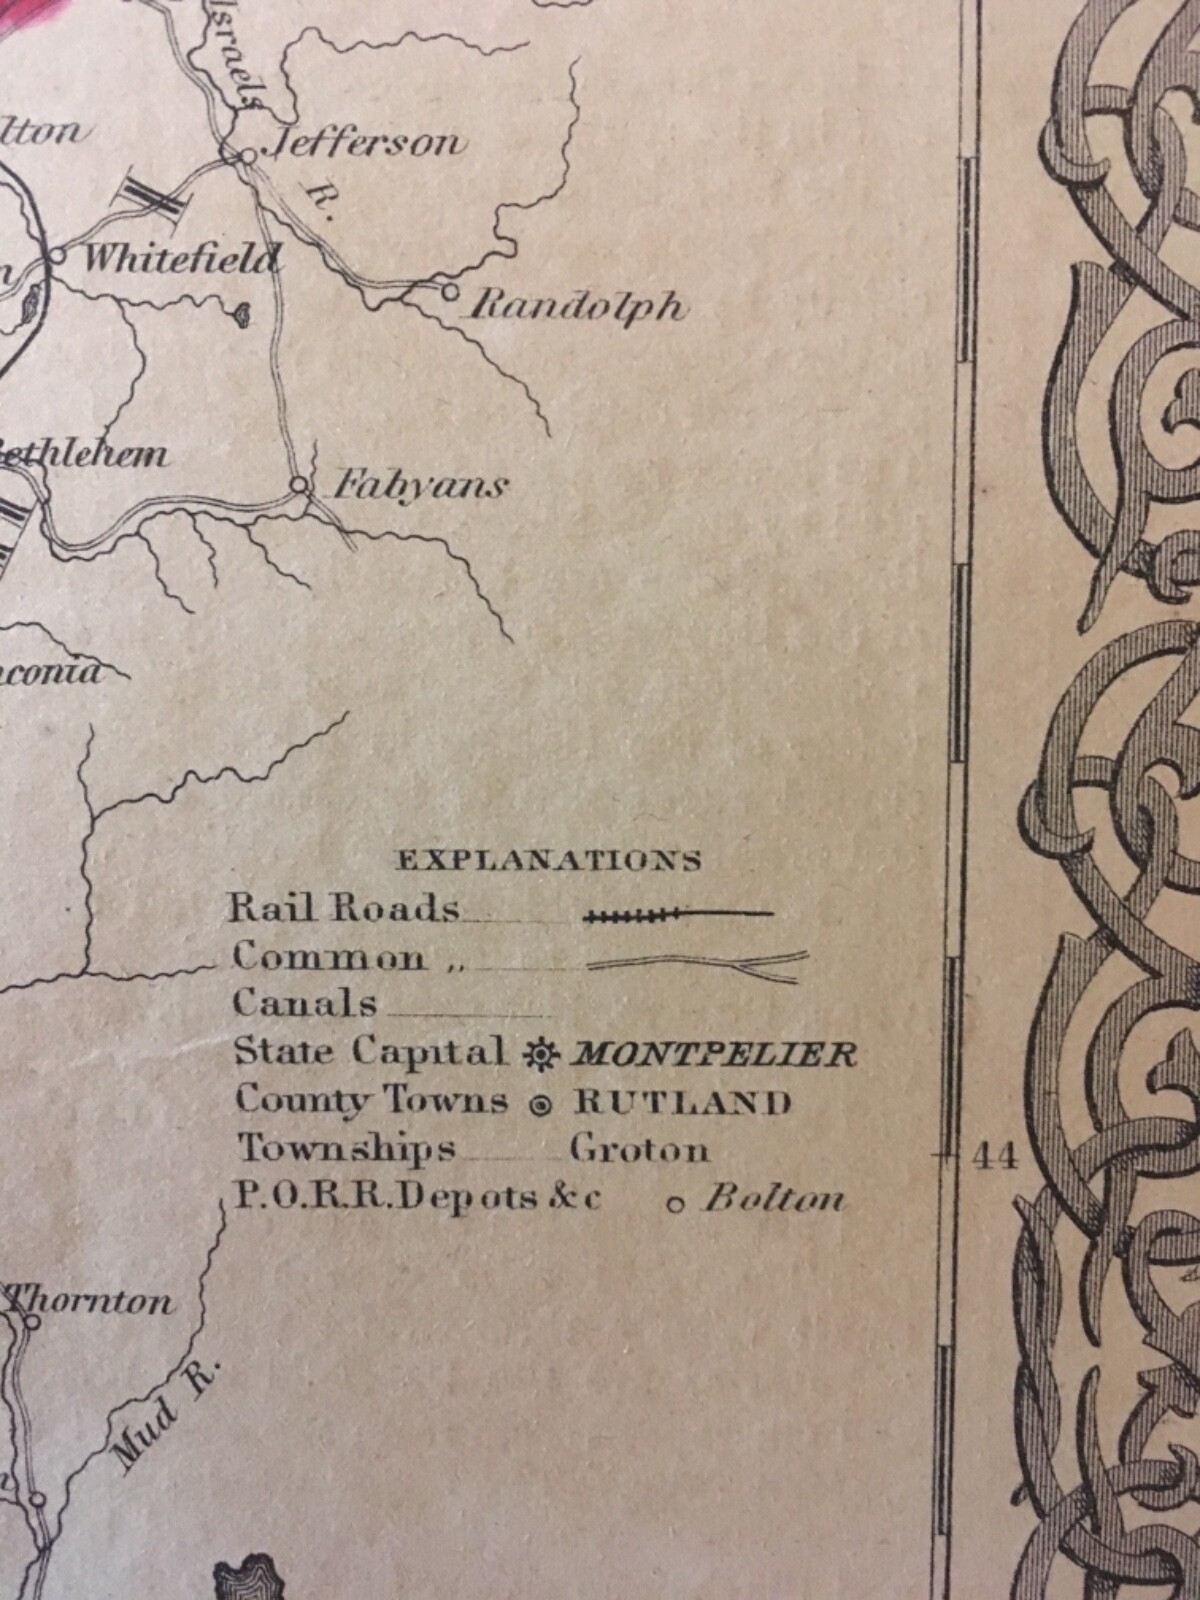 Israels
lton
Jefferson
R.
Whitefield
n
Randolph
Bethlehem
Fabyans
conia
EXPLANATIONS
Rail Roads
Common „
Canals
State Capital MONTPELIER
County Towns RUTLAND
Townships Groton
44
P.O.R.R.Depots &c Bolton
Thornton
Mud R.